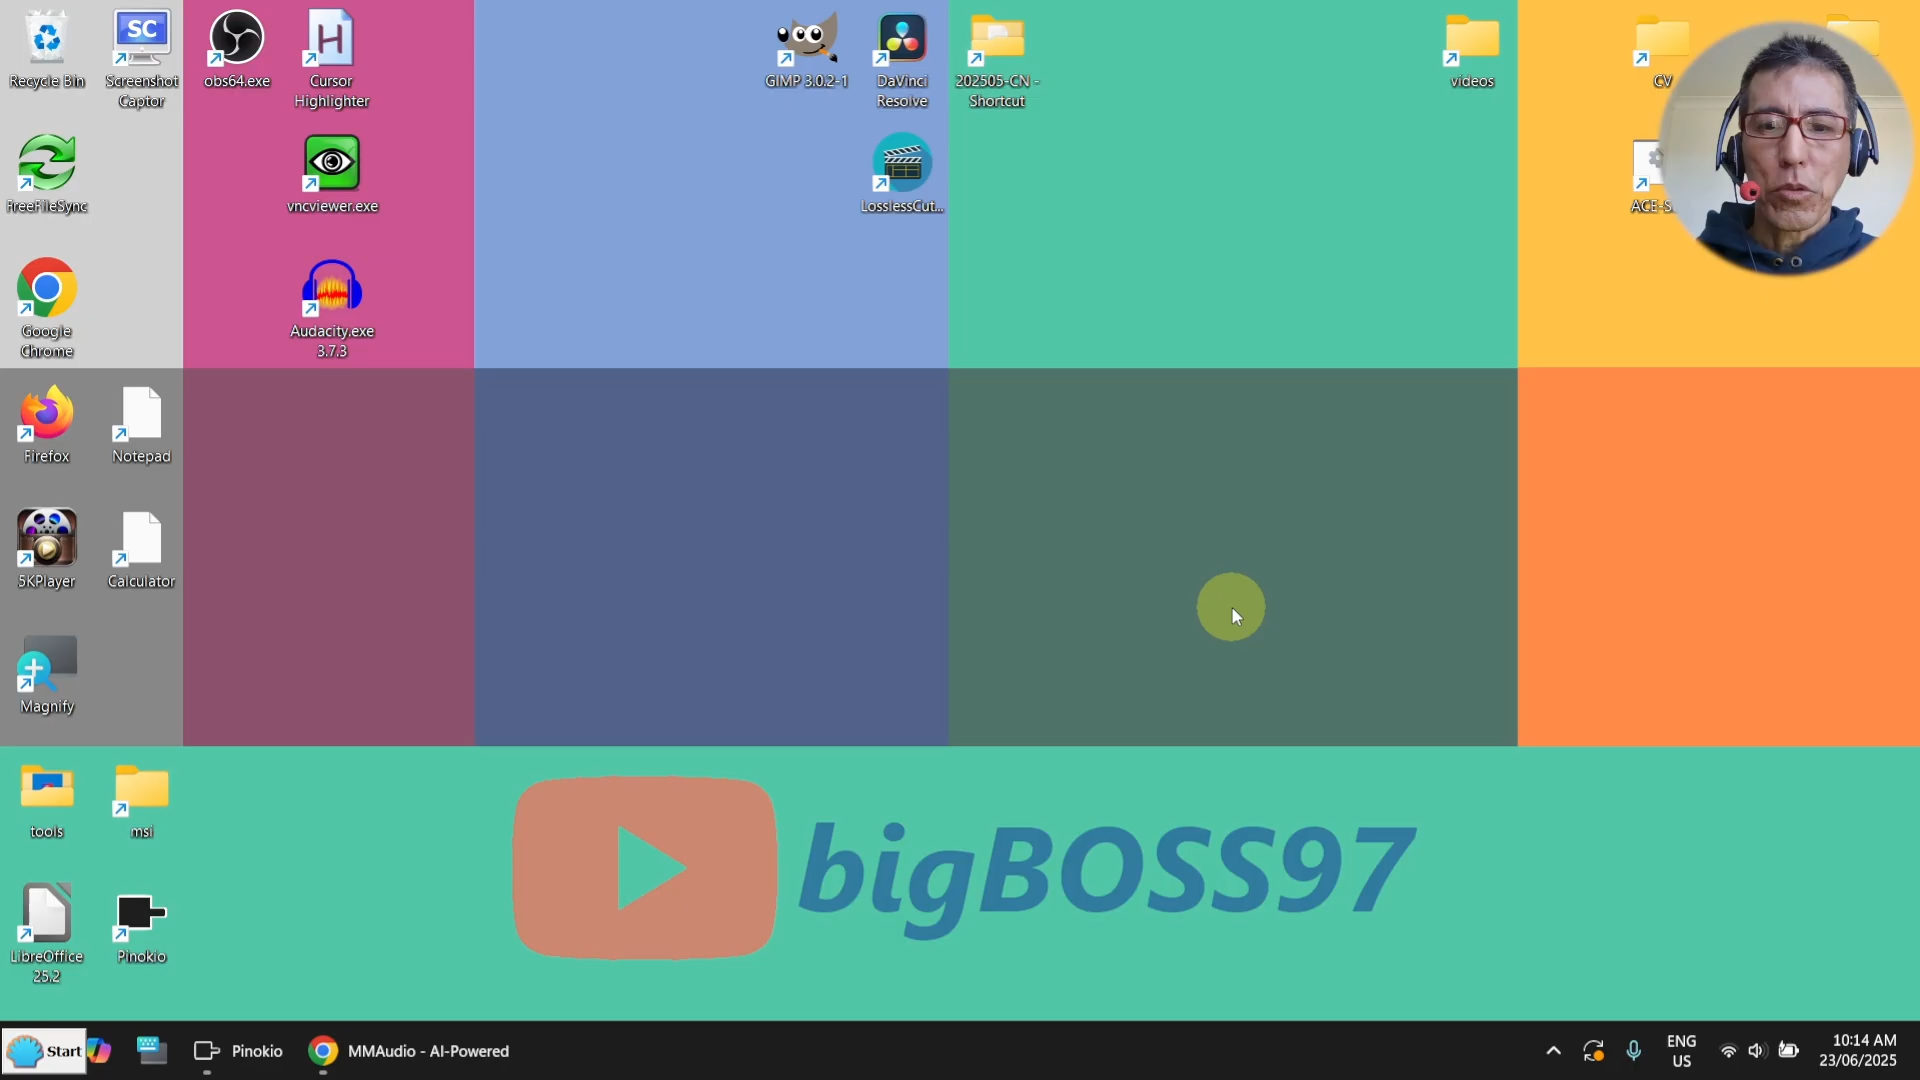 Recycle Bin
SC
Screenshot
Captor
obs64.exe
H
Cursor
Highlighter
GIMP 3.0.2-1
DaVinci
Resolve
202505-CN -
Shortcut
videos
CV
FreeFileSync
vncviewer.exe
LosslessCut...
ACE-S
Google
Chrome
Audacity.exe
3.7.3
Firefox
Notepad
5KPlayer
Calculator
Magnify
tools
msi
bigBOSS97
LibreOffice
25.2
Pinokio
Start
Pinokio
MMAudio - AI-Powered
ENG
US
10:14 AM
23/06/2025